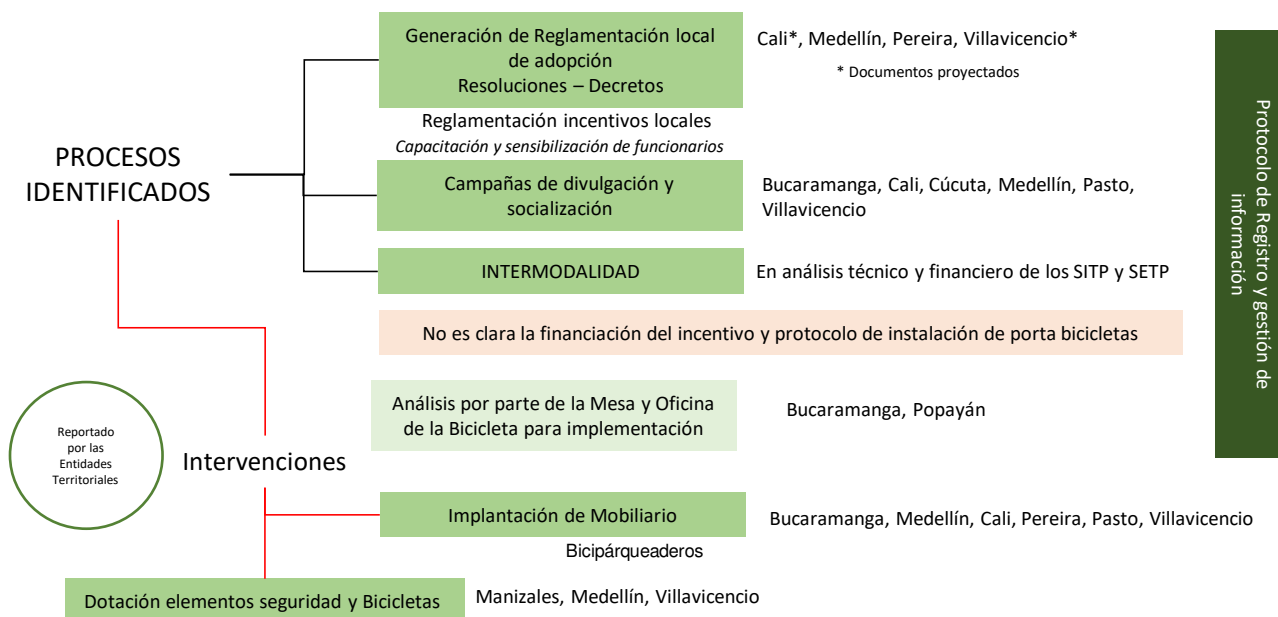 Generación de Reglamentación local
de adopción
Resoluciones – Decretos
Cali*, Medellín, Pereira, Villavicencio*
* Documentos proyectados
Reglamentación incentivos locales
Capacitación y sensibilización de funcionarios
PROCESOS
IDENTIFICADOS
Campañas de divulgación y
socialización
Bucaramanga, Cali, Cúcuta, Medellín, Pasto,
Villavicencio
INTERMODALIDAD
En análisis técnico y financiero de los SITP y SETP
No es clara la financiación del incentivo y protocolo de instalación de porta bicicletas
Análisis por parte de la Mesa y Oficina
de la Bicicleta para implementación
Bucaramanga, Popayán
Reportado
por las
Entidades
Territoriales
Intervenciones
Implantación de Mobiliario
Bucaramanga, Medellín, Cali, Pereira, Pasto, Villavicencio
Bicipárqueaderos
Dotación elementos seguridad y Bicicletas
Manizales, Medellín, Villavicencio
Protocolo de Registro y gestión de
información